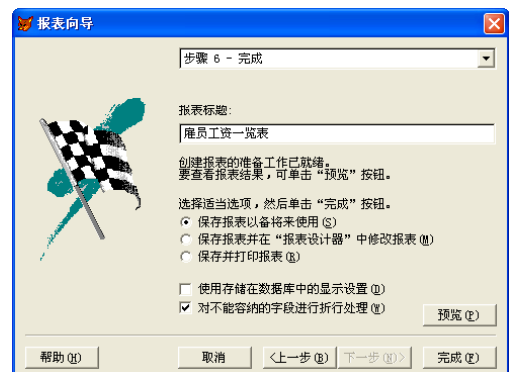 报表向导
步骤 6 - 完成
报表标题:
雇员工资一览表
创建报表的准备工作已就绪。
要查看报表结果，可单击“预览”按钮。
选择适当选项，然后单击“完成”按钮。
保存报表以备将来使用(S)
保存报表并在“报表设计器”中修改报表(M)
保存并打印报表(R)
使用存储在数据库中的显示设置(D)
对不能容纳的字段进行折行处理(W)
预览(P)
帮助(H) 取消 <上一步(B) 下一步(N)> 完成(F)